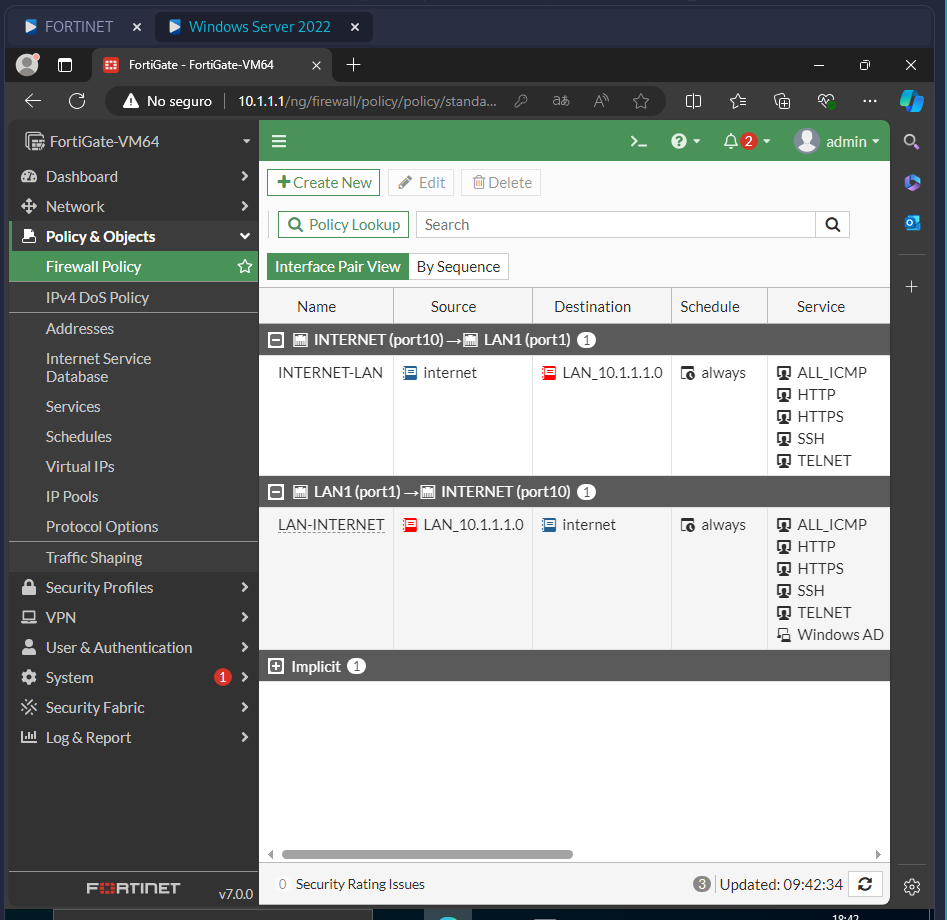 FORTINET
Windows Server 2022
FortiGate - FortiGate-VM64
No seguro
10.1.1.1/ng/firewall/policy/policy/standa...
FortiGate-VM64
2
admin
Dashboard
Network
Policy & Objects
Firewall Policy
IPv4 DoS Policy
Addresses
Internet Service
Database
Services
Schedules
Virtual IPs
IP Pools
Protocol Options
Traffic Shaping
Security Profiles
VPN
User & Authentication
System 1
Security Fabric
Log & Report
FORTINET v7.0.0
Create New Edit Delete
Policy Lookup Search
Interface Pair View By Sequence
Name Source Destination Schedule Service
INTERNET (port10) → LAN1 (port1) 1
INTERNET-LAN internet LAN_10.1.1.1.0 always ALL_ICMP
HTTP
HTTPS
SSH
TELNET
LAN1 (port1) → INTERNET (port10) 1
LAN-INTERNET LAN_10.1.1.1.0 internet always ALL_ICMP
HTTP
HTTPS
SSH
TELNET
Windows AD
Implicit 1
0 Security Rating Issues 3 Updated: 09:42:34
18:42